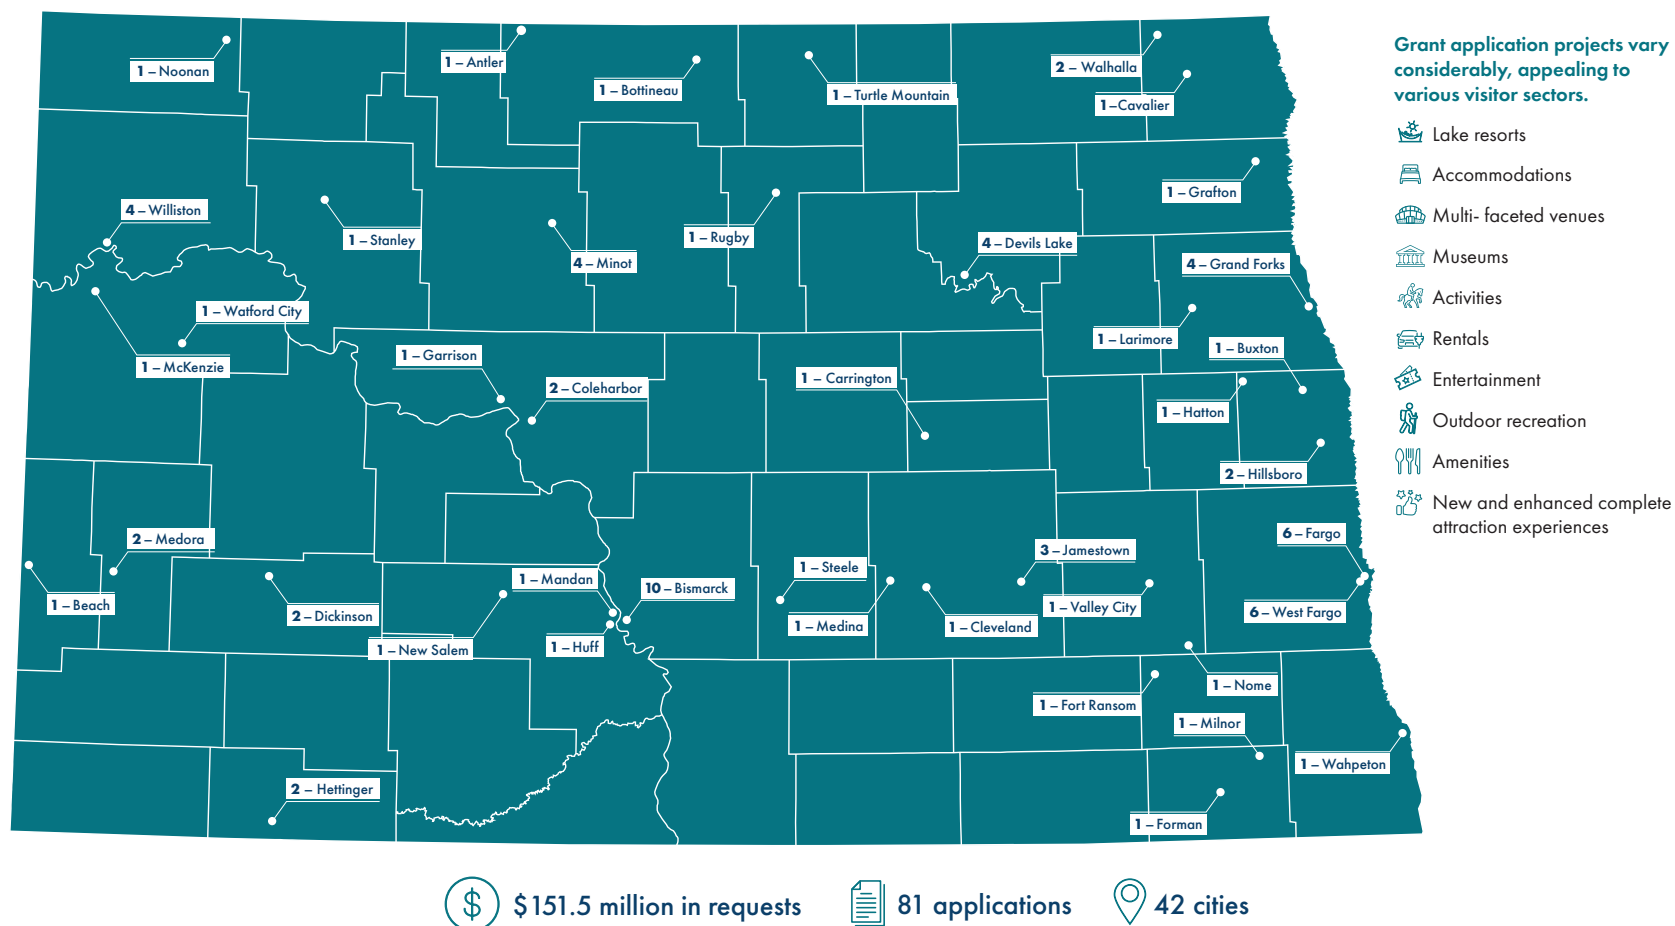 1 – Noonan
1 – Antler
1 – Bottineau
1 – Turtle Mountain
2 – Walhalla
1 – Cavalier
1 – Grafton
4 – Williston
1 – Stanley
4 – Minot
1 – Rugby
4 – Devils Lake
4 – Grand Forks
1 – Watford City
1 – McKenzie
1 – Garrison
2 – Coleharbor
1 – Carrington
1 – Larimore
1 – Buxton
1 – Hatton
2 – Hillsboro
2 – Medora
1 – Beach
2 – Dickinson
1 – New Salem
1 – Mandan
1 – Huff
10 – Bismarck
1 – Steele
1 – Medina
1 – Cleveland
3 – Jamestown
1 – Valley City
6 – Fargo
6 – West Fargo
1 – Nome
1 – Fort Ransom
1 – Milnor
1 – Wahpeton
2 – Hettinger
1 – Forman
Grant application projects vary
considerably, appealing to
various visitor sectors.
Lake resorts
Accommodations
Multi- faceted venues
Museums
Activities
Rentals
Entertainment
Outdoor recreation
Amenities
New and enhanced complete
attraction experiences
$151.5 million in requests
81 applications
42 cities